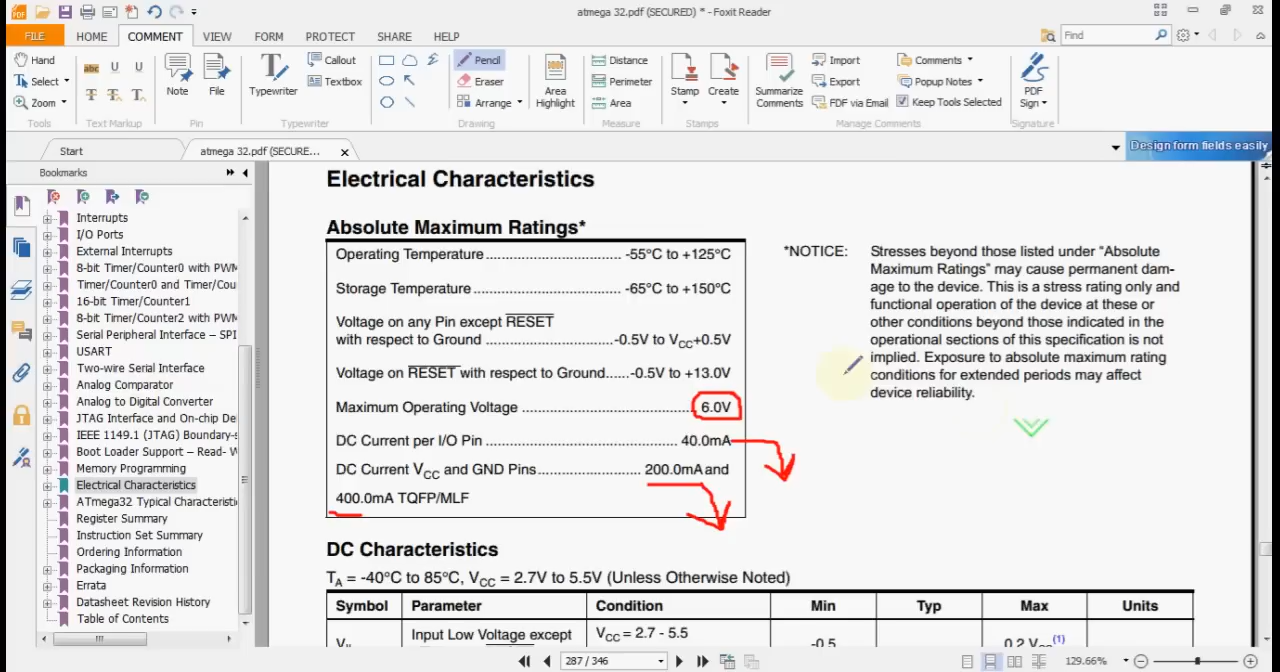 atmega 32.pdf (SECURED) * - Foxit Reader
FILE HOME COMMENT VIEW FORM PROTECT SHARE HELP
Find
Hand
Select
Zoom
Tools
abc U U
T T T
Text Markup
Note
File
Pin
Typewriter
Callout
Textbox
Typewriter
Pencil
Eraser
Arrange
Drawing
Area
Highlight
Distance
Perimeter
Area
Measure
Stamp
Create
Stamps
Summarize
Comments
Import
Export
FDF via Email
Comments
Popup Notes
Keep Tools Selected
Manage Comments
PDF
Sign
Signature
Start
atmega 32.pdf (SECURE...
Design form fields easily
Bookmarks
Interrupts
I/O Ports
External Interrupts
8-bit Timer/Counter0 with PWM
Timer/Counter0 and Timer/Cou
16-bit Timer/Counter1
8-bit Timer/Counter2 with PWM
Serial Peripheral Interface – SPI
USART
Two-wire Serial Interface
Analog Comparator
Analog to Digital Converter
JTAG Interface and On-chip De
IEEE 1149.1 (JTAG) Boundary-s
Boot Loader Support – Read- W
Memory Programming
Electrical Characteristics
ATmega32 Typical Characteristi
Register Summary
Instruction Set Summary
Ordering Information
Packaging Information
Errata
Datasheet Revision History
Table of Contents
Electrical Characteristics
Absolute Maximum Ratings*
Operating Temperature.................................. -55°C to +125°C
Storage Temperature..................................... -65°C to +150°C
Voltage on any Pin except RESET
with respect to Ground ................................-0.5V to VCC+0.5V
Voltage on RESET with respect to Ground......-0.5V to +13.0V
Maximum Operating Voltage ............................................ 6.0V
DC Current per I/O Pin ................................................ 40.0mA
DC Current VCC and GND Pins.......................... 200.0mA and
400.0mA TQFP/MLF
*NOTICE: Stresses beyond those listed under “Absolute
Maximum Ratings” may cause permanent dam-
age to the device. This is a stress rating only and
functional operation of the device at these or
other conditions beyond those indicated in the
operational sections of this specification is not
implied. Exposure to absolute maximum rating
conditions for extended periods may affect
device reliability.
DC Characteristics
TA = -40°C to 85°C, VCC = 2.7V to 5.5V (Unless Otherwise Noted)
Symbol Parameter Condition Min Typ Max Units
Input Low Voltage except VCC = 2.7 - 5.5 -0.5 0.2 VCC(1)
287 / 346
129.66%